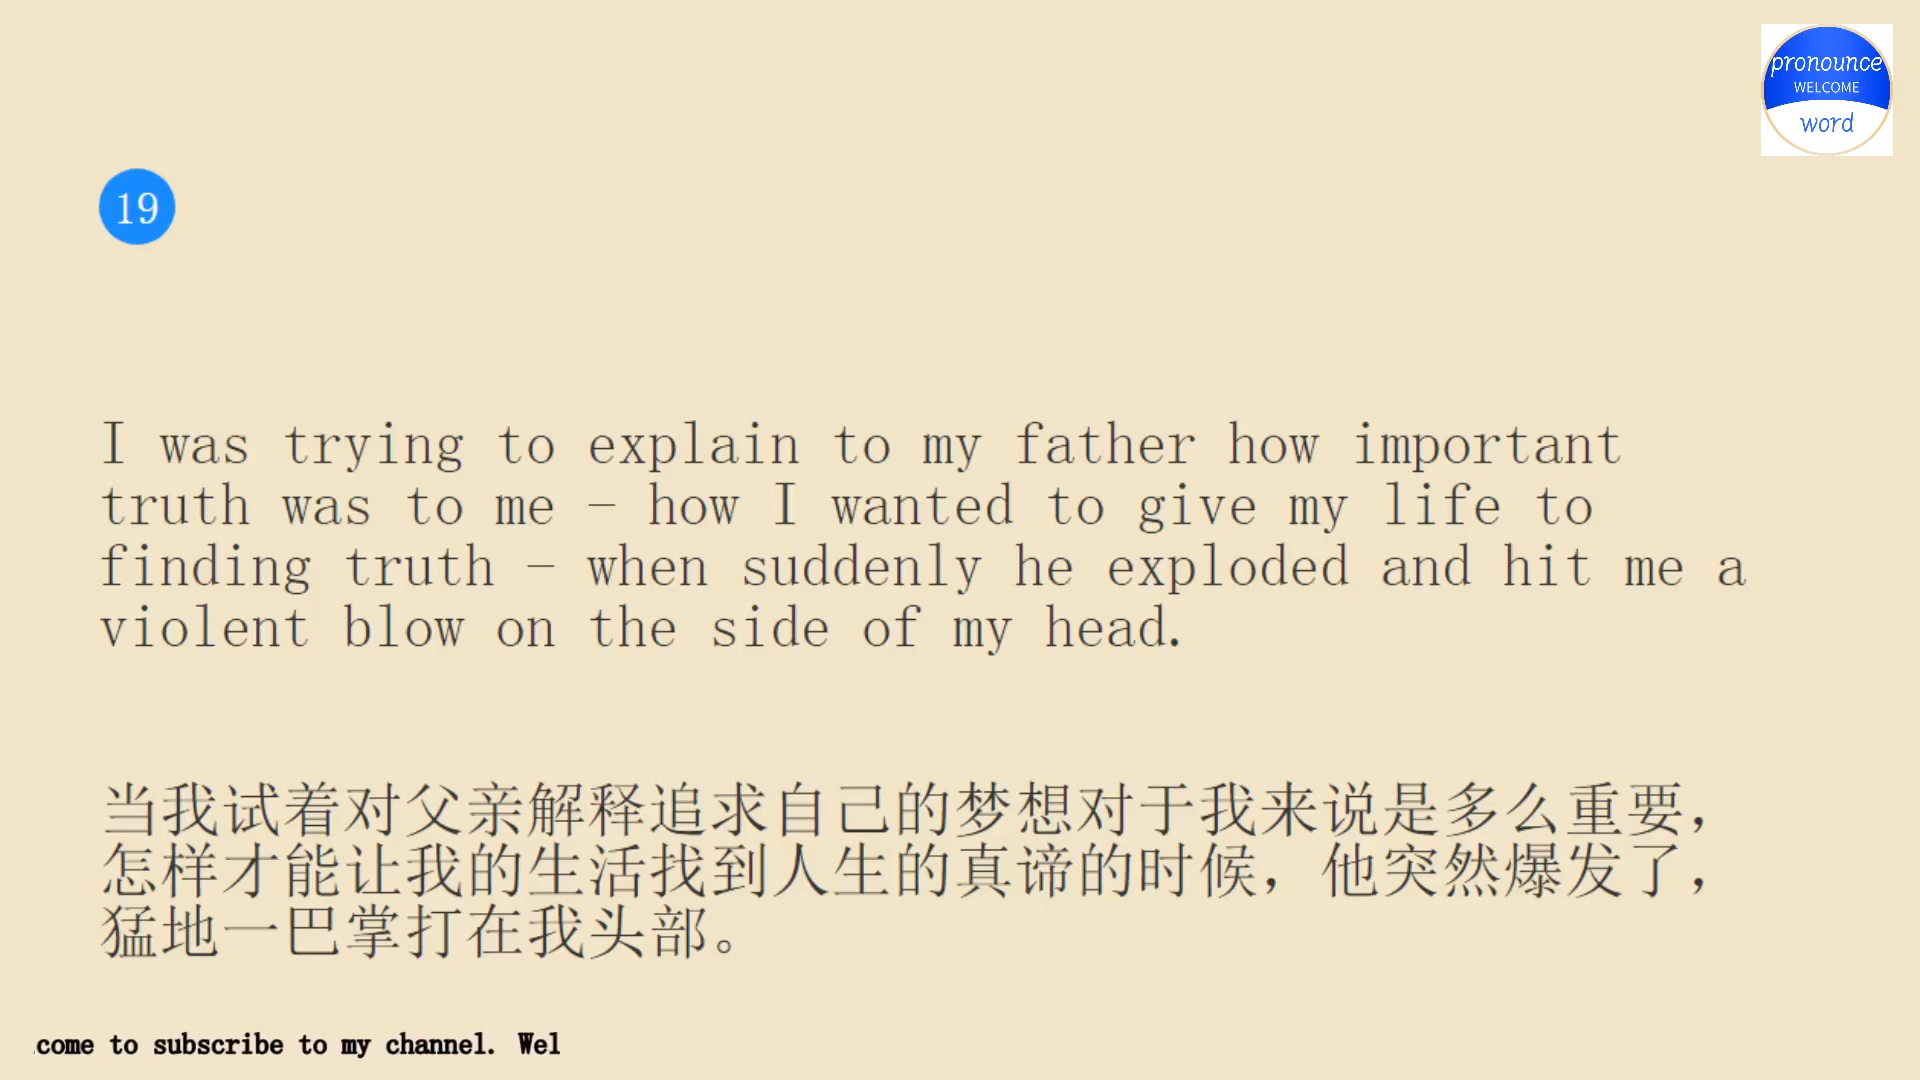 pronounce
WELCOME
word
19
I was trying to explain to my father how important
truth was to me – how I wanted to give my life to
finding truth – when suddenly he exploded and hit me a
violent blow on the side of my head.
当我试着对父亲解释追求自己的梦想对于我来说是多么重要，
怎样才能让我的生活找到人生的真谛的时候，他突然爆发了，
猛地一巴掌打在我头部。
come to subscribe to my channel. Wel